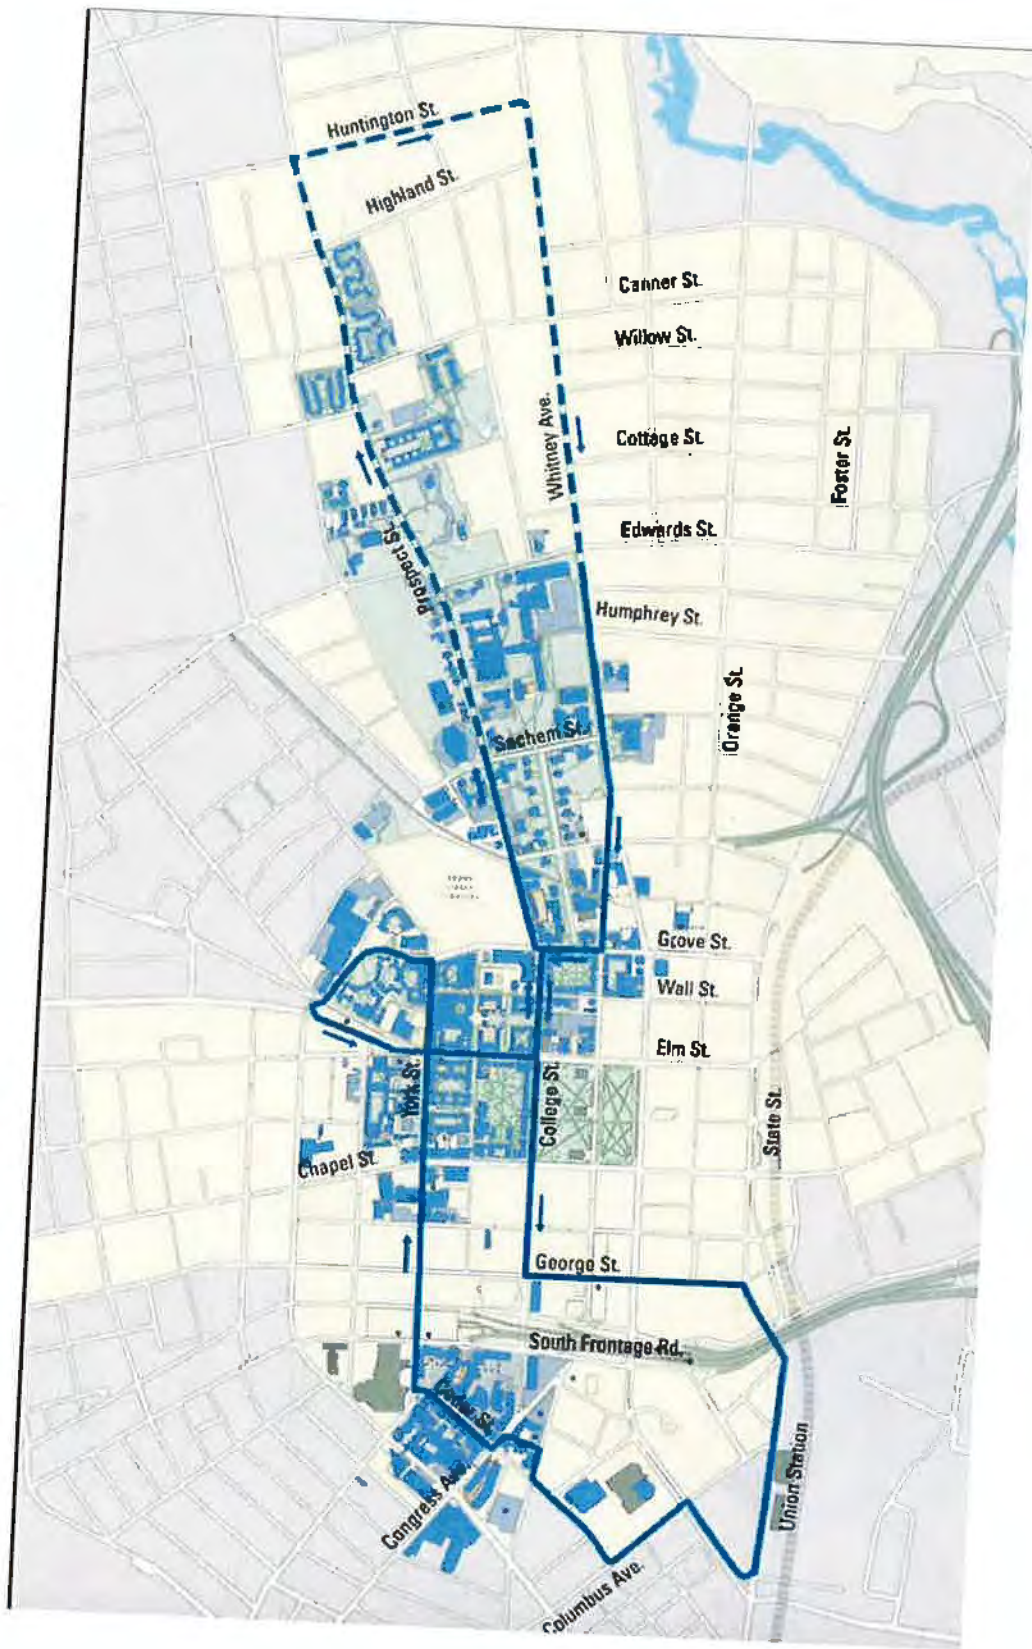 Huntington St.
Highland St.
Canner St.
Willow St.
Whitney Ave.
Cottage St.
Foster St.
Edwards St.
Prospect St.
Humphrey St.
Orange St.
Sachem St.
Grove St.
Wall St.
Elm St.
York St.
College St.
State St.
Chapel St.
George St.
South Frontage Rd.
Cedar St.
Congress Ave.
Union Station
Columbus Ave.